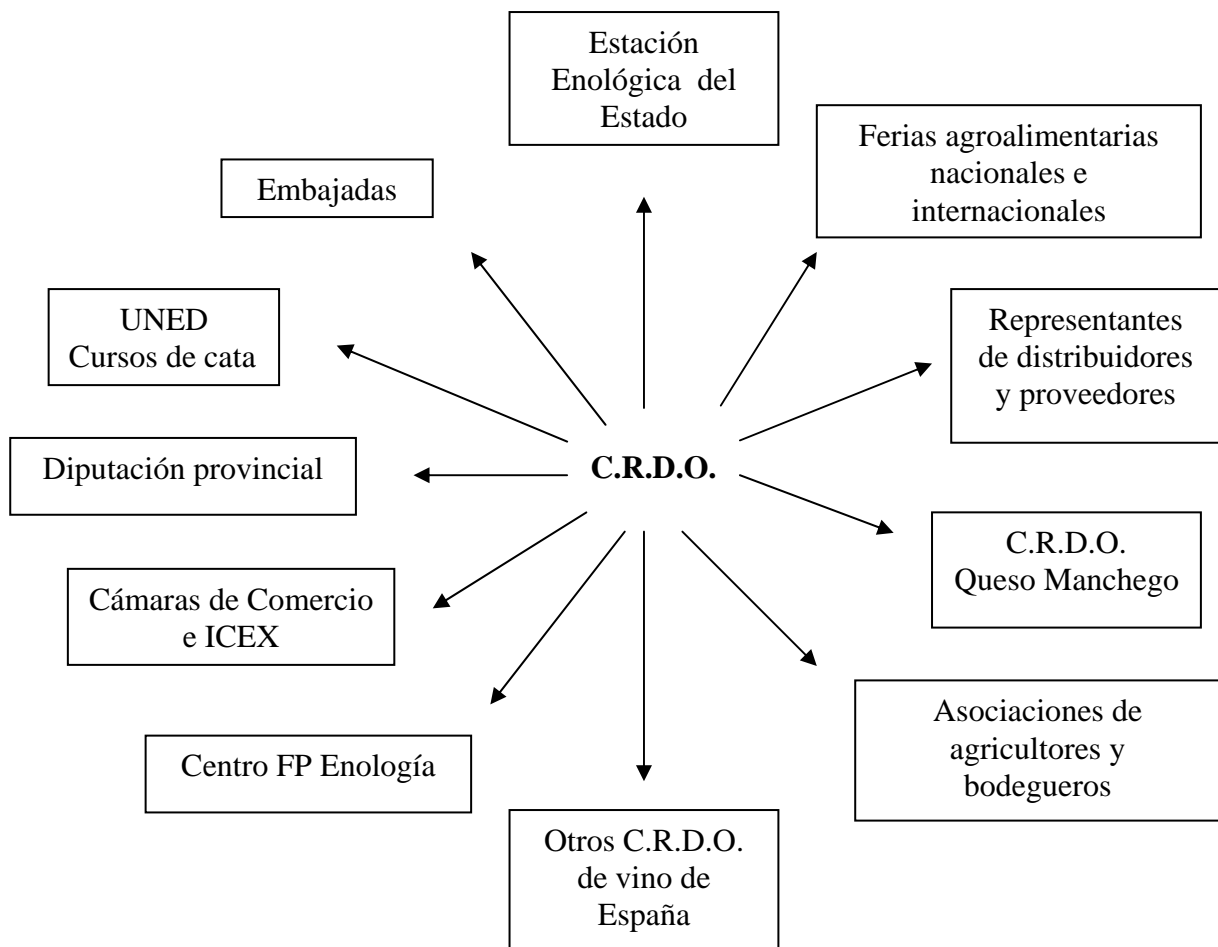 Estación
Enológica del
Estado
Ferias agroalimentarias
nacionales e
internacionales
Embajadas
UNED
Cursos de cata
Representantes
de distribuidores
y proveedores
Diputación provincial
C.R.D.O.
C.R.D.O.
Queso Manchego
Cámaras de Comercio
e ICEX
Asociaciones de
agricultores y
bodegueros
Centro FP Enología
Otros C.R.D.O.
de vino de
España